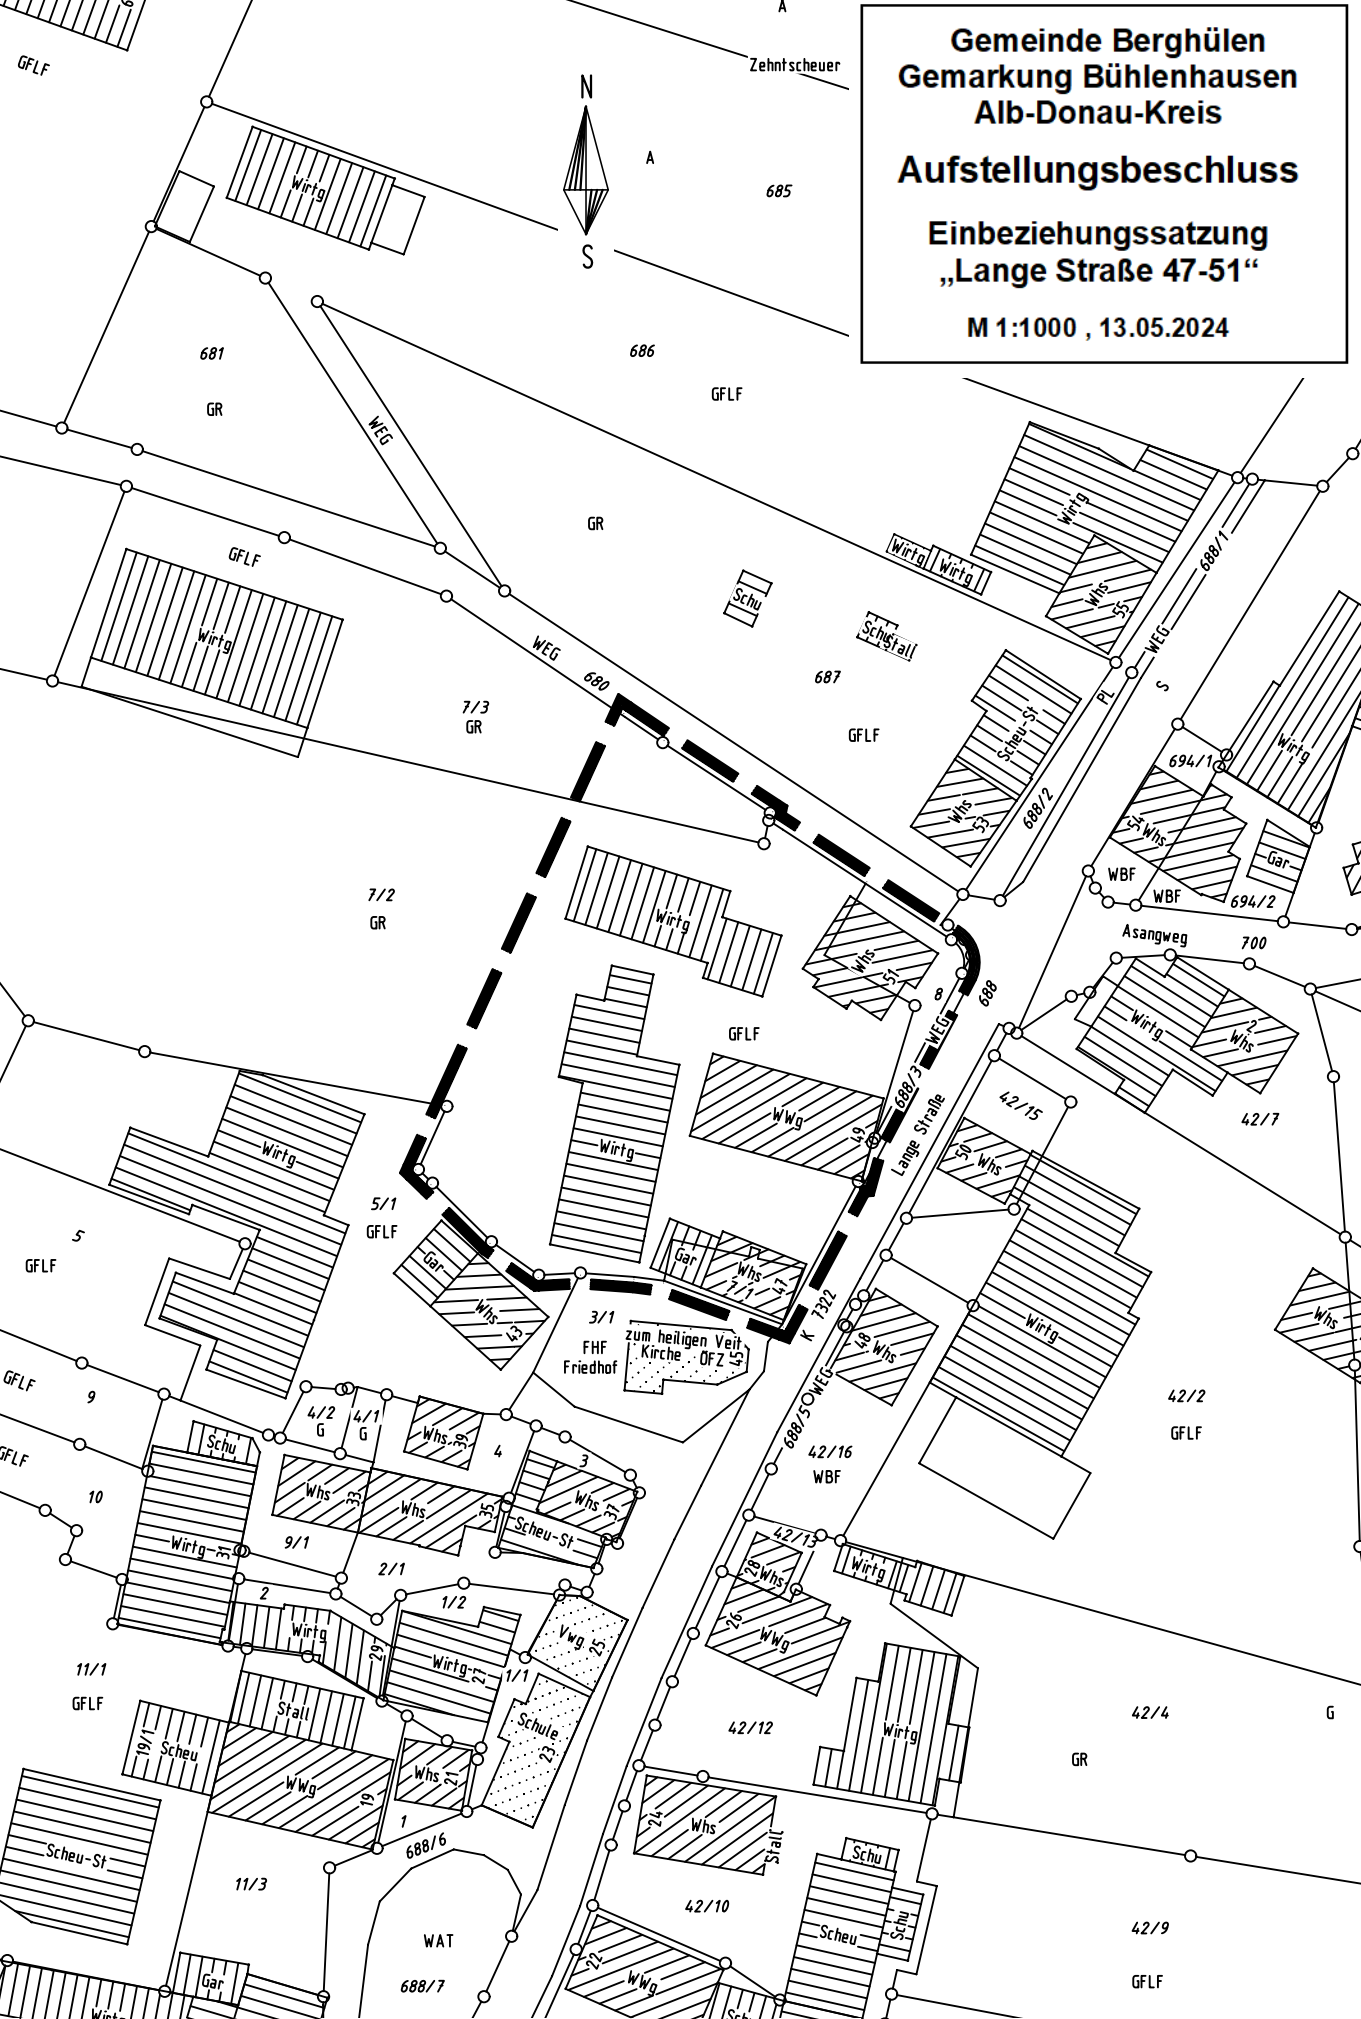 Gemeinde Berghülen
Gemarkung Bühlenhausen
Alb-Donau-Kreis
Aufstellungsbeschluss
Einbeziehungssatzung
„Lange Straße 47-51“
M 1:1000 , 13.05.2024
A
Zehntscheuer
GFLF
N
A
685
Wirtg
S
681
686
GR
GFLF
WEG
GR
Wirtg
Wirtg
Wirtg
688/1
GFLF
Whs
55
Schu
Schu
Stall
Wirtg
WEG
WEG
687
680
PL
S
7/3
GR
GFLF
Scheu-St
Wirtg
694/1
Whs
53
688/2
54
Whs
Gar
7/2
GR
WBF
WBF
694/2
Wirtg
Asangweg
700
Whs
51
8
688
GFLF
WEG
Wirtg
2
Whs
688/3
42/15
WWg
49
Lange Straße
42/7
Wirtg
Wirtg
50
Whs
5/1
GFLF
5
GFLF
Gar
Gar
Whs
7/1
47
Whs
43
3/1
FHF
Friedhof
zum heiligen Veit
Kirche
ÖFZ
45
K 7322
Wirtg
Whs
48
Whs
GFLF
9
WEG
688/5
42/2
GFLF
4/2
G
4/1
G
Whs
39
4
3
42/16
WBF
Schu
GFLF
10
Whs
33
Whs
35
Whs
37
Scheu-St
Wirtg
31
9/1
42/13
2/1
Wirtg
28
Whs
2
1/2
26
WWg
Wirtg
29
Wirtg
27
Vwg
25
1/1
11/1
GFLF
Stall
Schule
23
42/12
42/4
G
Wirtg
GR
19/1
Scheu
Whs
21
WWg
19
1
24
Whs
Stall
688/6
Scheu-St
Schu
11/3
42/10
Schu
Scheu
42/9
WAT
GFLF
22
WWg
Gar
688/7